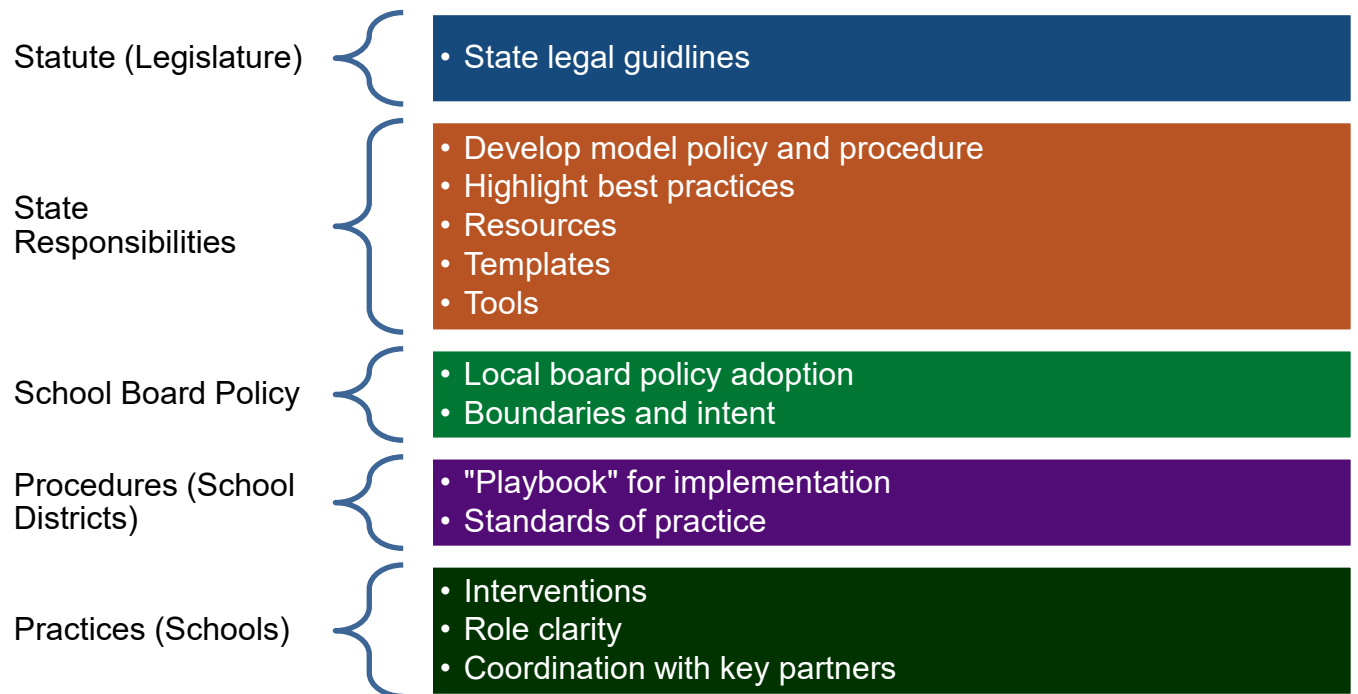 Statute (Legislature)
• State legal guidlines
State
Responsibilities
• Develop model policy and procedure
• Highlight best practices
• Resources
• Templates
• Tools
School Board Policy
• Local board policy adoption
• Boundaries and intent
Procedures (School
Districts)
• "Playbook" for implementation
• Standards of practice
Practices (Schools)
• Interventions
• Role clarity
• Coordination with key partners